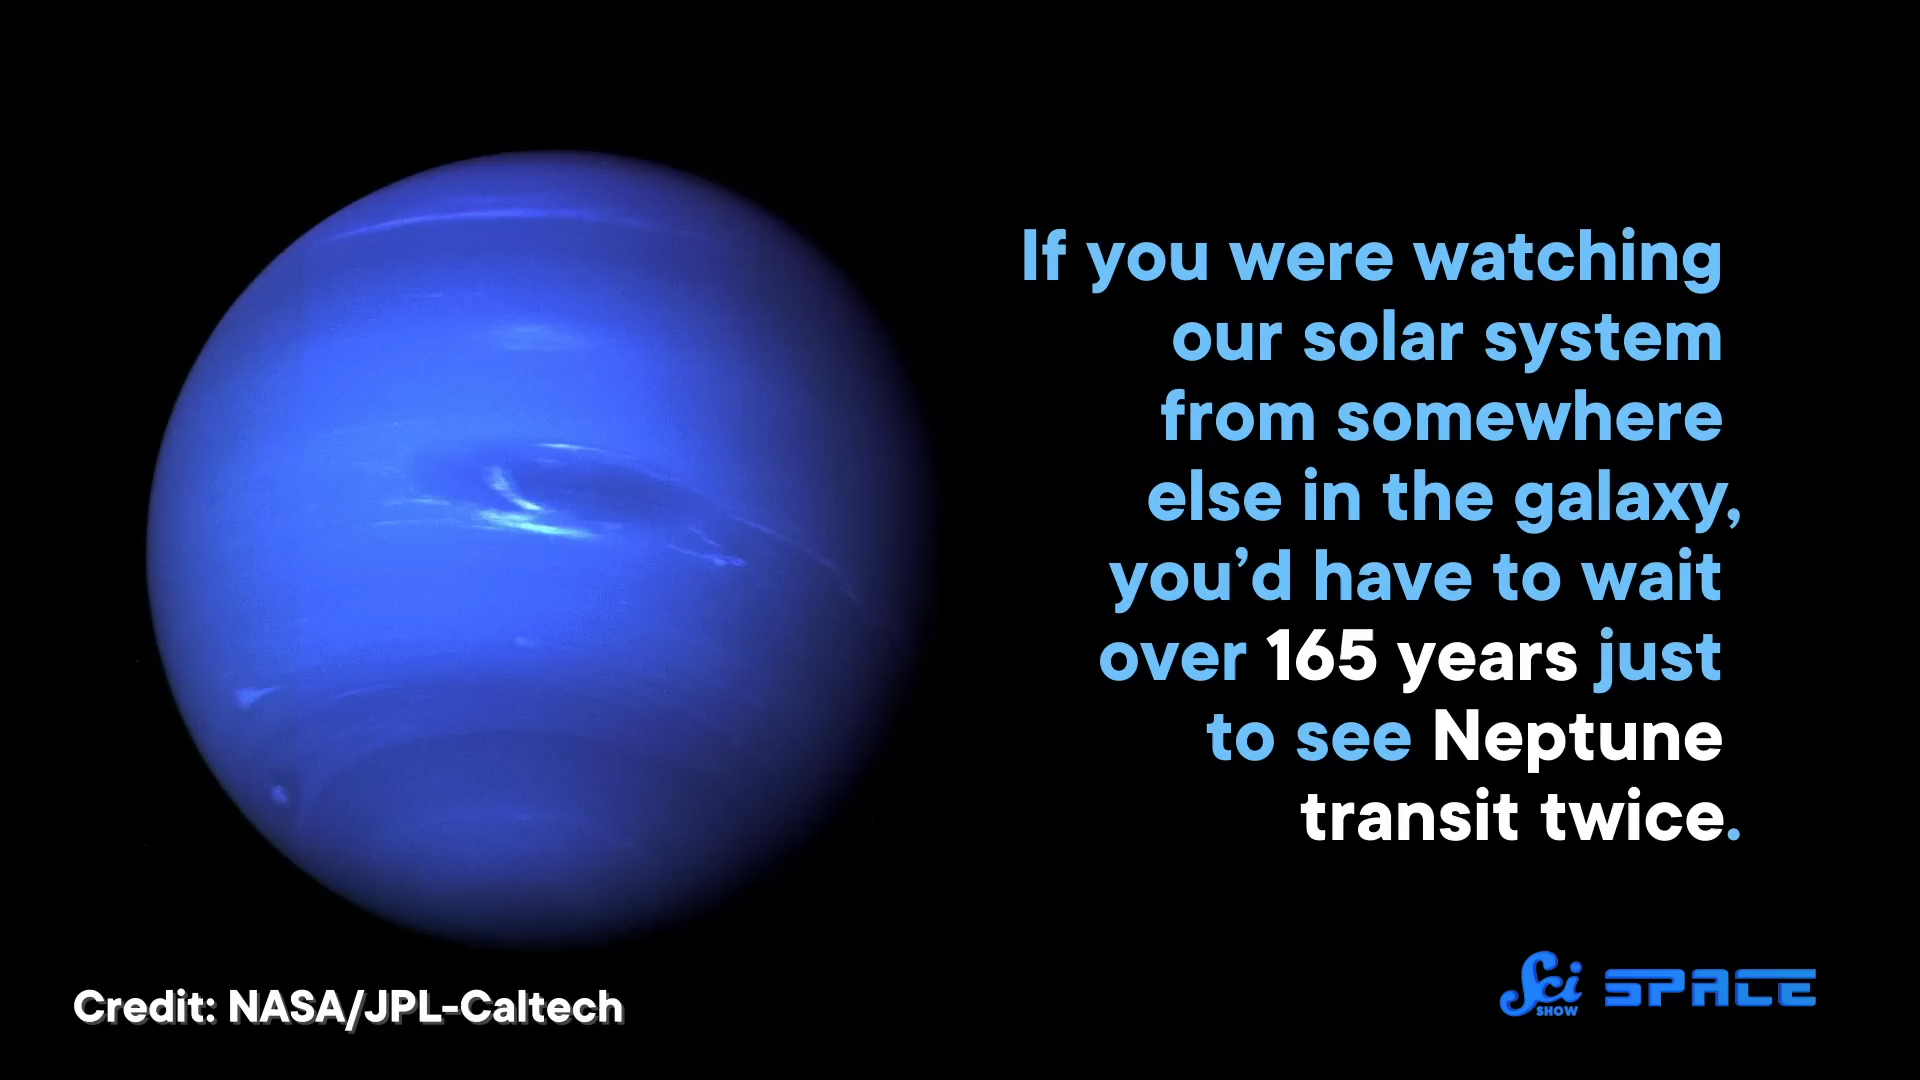 If you were watching
our solar system
from somewhere
else in the galaxy,
you’d have to wait
over 165 years just
to see Neptune
transit twice.
Credit: NASA/JPL-Caltech
Sci SHOW SPACE